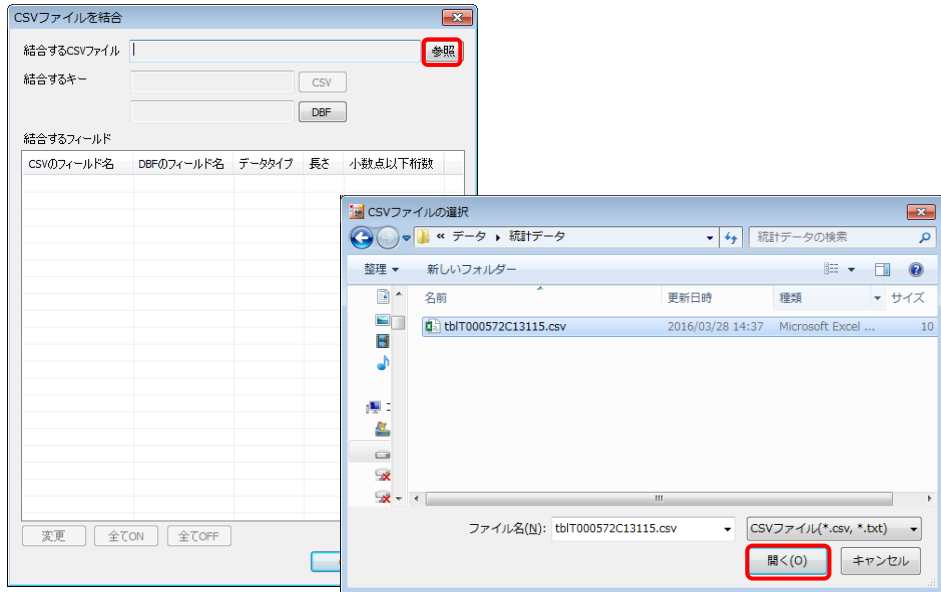 CSVファイルを結合
結合するCSVファイル 参照
結合するキー CSV
DBF
結合するフィールド
CSVのフィールド名 DBFのフィールド名 データタイプ 長さ 小数点以下桁数
変更 全てON 全てOFF
CSVファイルの選択
« データ 統計データ 統計データの検索
整理 新しいフォルダー
名前 更新日時 種類 サイズ
tblT000572C13115.csv 2016/03/28 14:37 Microsoft Excel ... 10
ファイル名(N): tblT000572C13115.csv CSVファイル(*.csv, *.txt)
開く(O) キャンセル